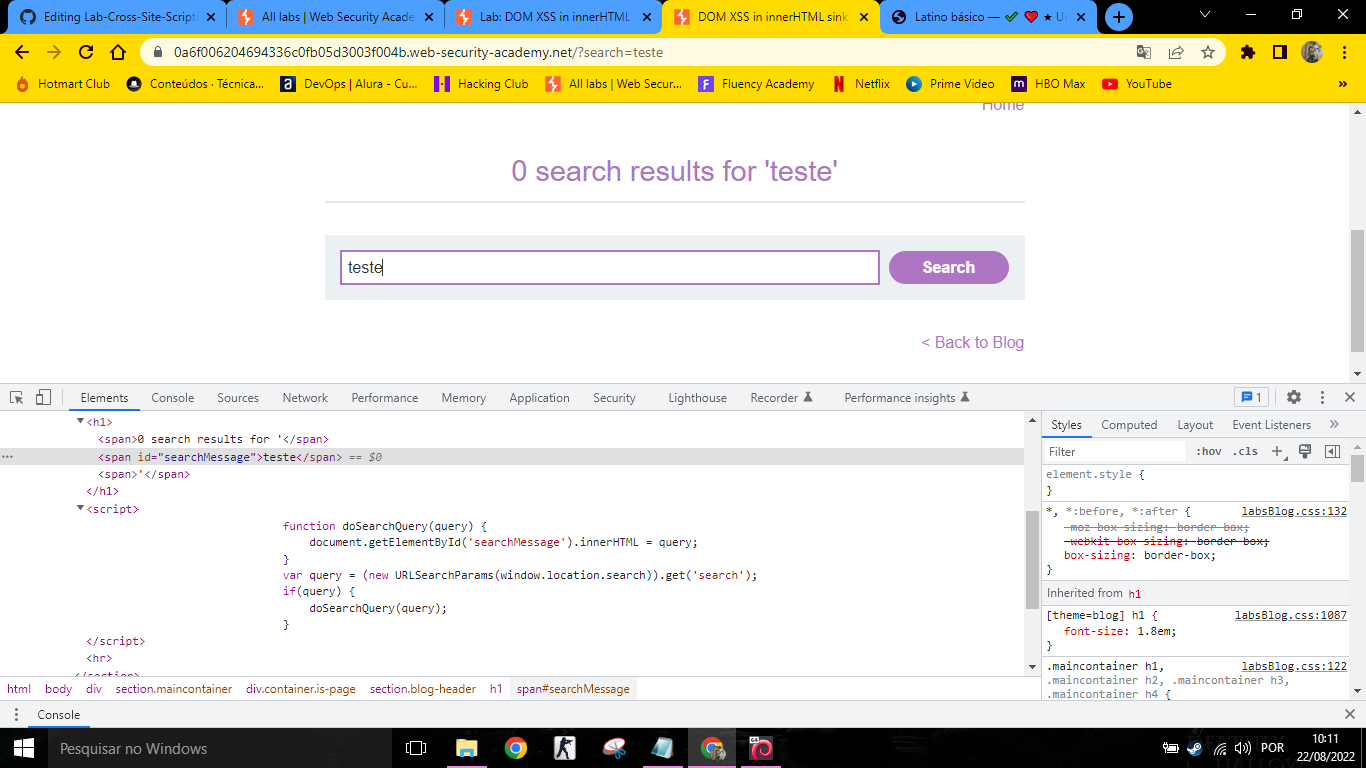 Editing Lab-Cross-Site-Scripti
All labs | Web Security Acade
Lab: DOM XSS in innerHTML
DOM XSS in innerHTML sink
Latino básico —
0a6f006204694336c0fb05d3003f004b.web-security-academy.net/?search=teste
Hotmart Club
Conteúdos · Técnica...
DevOps | Alura - Cu...
Hacking Club
All labs | Web Secur...
Fluency Academy
Netflix
Prime Video
HBO Max
YouTube
»
Home
0 search results for 'teste'
teste
Search
< Back to Blog
Elements Console Sources Network Performance Memory Application Security Lighthouse Recorder Performance insights 1
<h1>
<span>0 search results for '</span>
<span id="searchMessage">teste</span> == $0
<span>'</span>
</h1>
<script>
function doSearchQuery(query) {
document.getElementById('searchMessage').innerHTML = query;
}
var query = (new URLSearchParams(window.location.search)).get('search');
if(query) {
doSearchQuery(query);
}
</script>
<hr>
</section>
html body div section.maincontainer div.container.is-page section.blog-header h1 span#searchMessage
Styles Computed Layout Event Listeners »
Filter :hov .cls +
element.style {
}
*, *:before, *:after { labsBlog.css:132
-moz-box-sizing: border-box;
-webkit-box-sizing: border-box;
box-sizing: border-box;
}
Inherited from h1
[theme=blog] h1 { labsBlog.css:1087
font-size: 1.8em;
}
.maincontainer h1, labsBlog.css:122
.maincontainer h2, .maincontainer h3,
.maincontainer h4 {
Console
Pesquisar no Windows
POR
10:11
22/08/2022